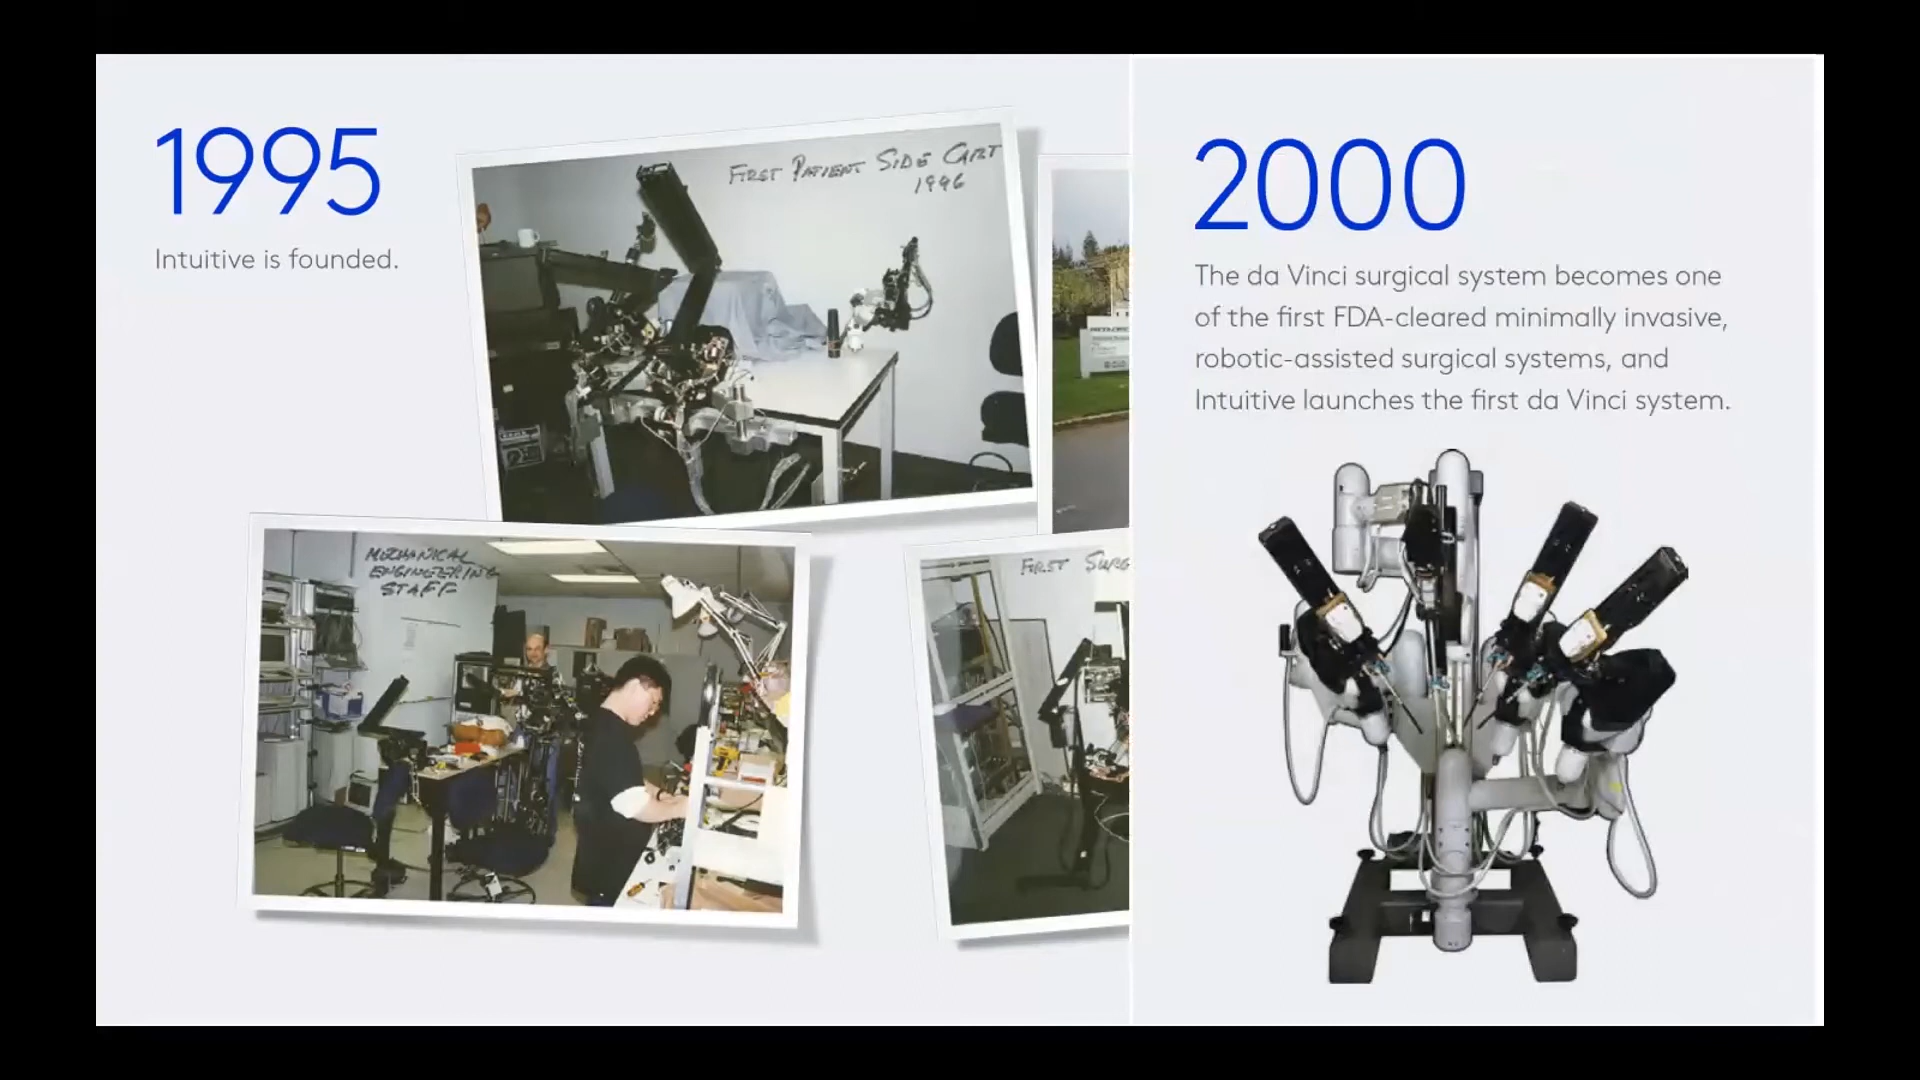 1995
Intuitive is founded.
FIRST PATIENT SIDE CART
1996
MECHANICAL
ENGINEERING
STAFF
FIRST SURG
2000
The da Vinci surgical system becomes one
of the first FDA-cleared minimally invasive,
robotic-assisted surgical systems, and
Intuitive launches the first da Vinci system.